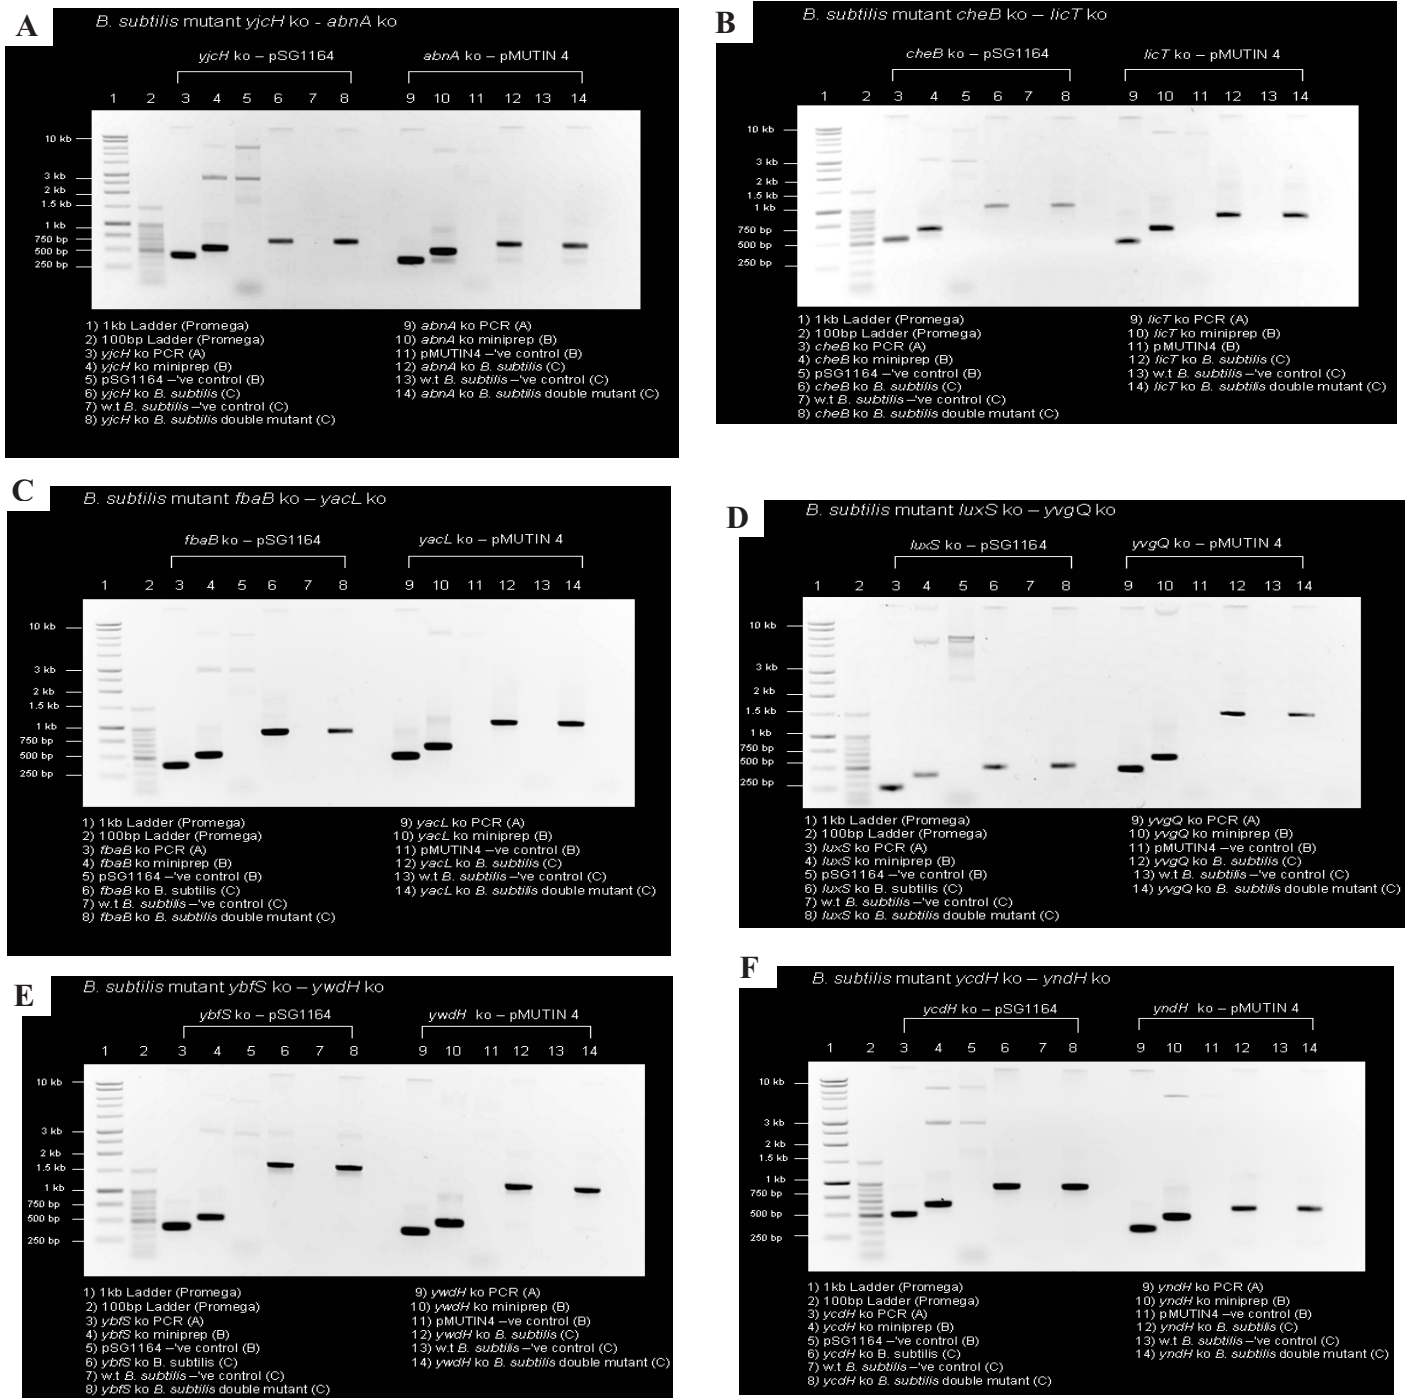 A
B. subtilis mutant yjcH ko - abnA ko
yjcH ko – pSG1164
abnA ko – pMUTIN 4
1 2 3 4 5 6 7 8 9 10 11 12 13 14
10 kb
3 kb
2 kb
1.5 kb
1 kb
750 bp
500 bp
250 bp
1) 1kb Ladder (Promega)
2) 100bp Ladder (Promega)
3) yjcH ko PCR (A)
4) yjcH ko miniprep (B)
5) pSG1164 –'ve control (B)
6) yjcH ko B. subtilis (C)
7) w.t B. subtilis –'ve control (C)
8) yjcH ko B. subtilis double mutant (C)
9) abnA ko PCR (A)
10) abnA ko miniprep (B)
11) pMUTIN4 –'ve control (B)
12) abnA ko B. subtilis (C)
13) w.t B. subtilis –'ve control (C)
14) abnA ko B. subtilis double mutant (C)
B
B. subtilis mutant cheB ko – licT ko
cheB ko – pSG1164
licT ko – pMUTIN 4
1 2 3 4 5 6 7 8 9 10 11 12 13 14
10 kb
3 kb
2 kb
1.5 kb
1 kb
750 bp
500 bp
250 bp
1) 1kb Ladder (Promega)
2) 100bp Ladder (Promega)
3) cheB ko PCR (A)
4) cheB ko miniprep (B)
5) pSG1164 –'ve control (B)
6) cheB ko B. subtilis (C)
7) w.t B. subtilis –'ve control (C)
8) cheB ko B. subtilis double mutant (C)
9) licT ko PCR (A)
10) licT ko miniprep (B)
11) pMUTIN4 (B)
12) licT ko B. subtilis (C)
13) w.t B. subtilis –'ve control (C)
14) licT ko B. subtilis double mutant (C)
C
B. subtilis mutant fbaB ko – yacL ko
fbaB ko – pSG1164
yacL ko – pMUTIN 4
1 2 3 4 5 6 7 8 9 10 11 12 13 14
10 kb
3 kb
2 kb
1.5 kb
1 kb
750 bp
500 bp
250 bp
1) 1kb Ladder (Promega)
2) 100bp Ladder (Promega)
3) fbaB ko PCR (A)
4) fbaB ko miniprep (B)
5) pSG1164 –'ve control (B)
6) fbaB ko B. subtilis (C)
7) w.t B. subtilis –'ve control (C)
8) fbaB ko B. subtilis double mutant (C)
9) yacL ko PCR (A)
10) yacL ko miniprep (B)
11) pMUTIN4 –ve control (B)
12) yacL ko B. subtilis (C)
13) w.t B. subtilis –'ve control (C)
14) yacL ko B. subtilis double mutant (C)
D
B. subtilis mutant luxS ko – yvgQ ko
luxS ko – pSG1164
yvgQ ko – pMUTIN 4
1 2 3 4 5 6 7 8 9 10 11 12 13 14
10 kb
3 kb
2 kb
1.5 kb
1 kb
750 bp
500 bp
250 bp
1) 1kb Ladder (Promega)
2) 100bp Ladder (Promega)
3) luxS ko PCR (A)
4) luxS ko miniprep (B)
5) pSG1164 –'ve control (B)
6) luxS ko B. subtilis (C)
7) w.t B. subtilis –'ve control (C)
8) luxS ko B. subtilis double mutant (C)
9) yvgQ ko PCR (A)
10) yvgQ ko miniprep (B)
11) pMUTIN4 –ve control (B)
12) yvgQ ko B. subtilis (C)
13) w.t B. subtilis –'ve control (C)
14) yvgQ ko B. subtilis double mutant (C)
E
B. subtilis mutant ybfS ko – ywdH ko
ybfS ko – pSG1164
ywdH ko – pMUTIN 4
1 2 3 4 5 6 7 8 9 10 11 12 13 14
10 kb
3 kb
2 kb
1.5 kb
1 kb
750 bp
500 bp
250 bp
1) 1kb Ladder (Promega)
2) 100bp Ladder (Promega)
3) ybfS ko PCR (A)
4) ybfS ko miniprep (B)
5) pSG1164 –'ve control (B)
6) ybfS ko B. subtilis (C)
7) w.t B. subtilis –'ve control (C)
8) ybfS ko B. subtilis double mutant (C)
9) ywdH ko PCR (A)
10) ywdH ko miniprep (B)
11) pMUTIN4 –ve control (B)
12) ywdH ko B. subtilis (C)
13) w.t B. subtilis –'ve control (C)
14) ywdH ko B. subtilis double mutant (C)
F
B. subtilis mutant ycdH ko – yndH ko
ycdH ko – pSG1164
yndH ko – pMUTIN 4
1 2 3 4 5 6 7 8 9 10 11 12 13 14
10 kb
3 kb
2 kb
1.5 kb
1 kb
750 bp
500 bp
250 bp
1) 1kb Ladder (Promega)
2) 100bp Ladder (Promega)
3) ycdH ko PCR (A)
4) ycdH ko miniprep (B)
5) pSG1164 –'ve control (B)
6) ycdH ko B. subtilis (C)
7) w.t B. subtilis –'ve control (C)
8) ycdH ko B. subtilis double mutant (C)
9) yndH ko PCR (A)
10) yndH ko miniprep (B)
11) pMUTIN4 –ve control (B)
12) yndH ko B. subtilis (C)
13) w.t B. subtilis –'ve control (C)
14) yndH ko B. subtilis double mutant (C)